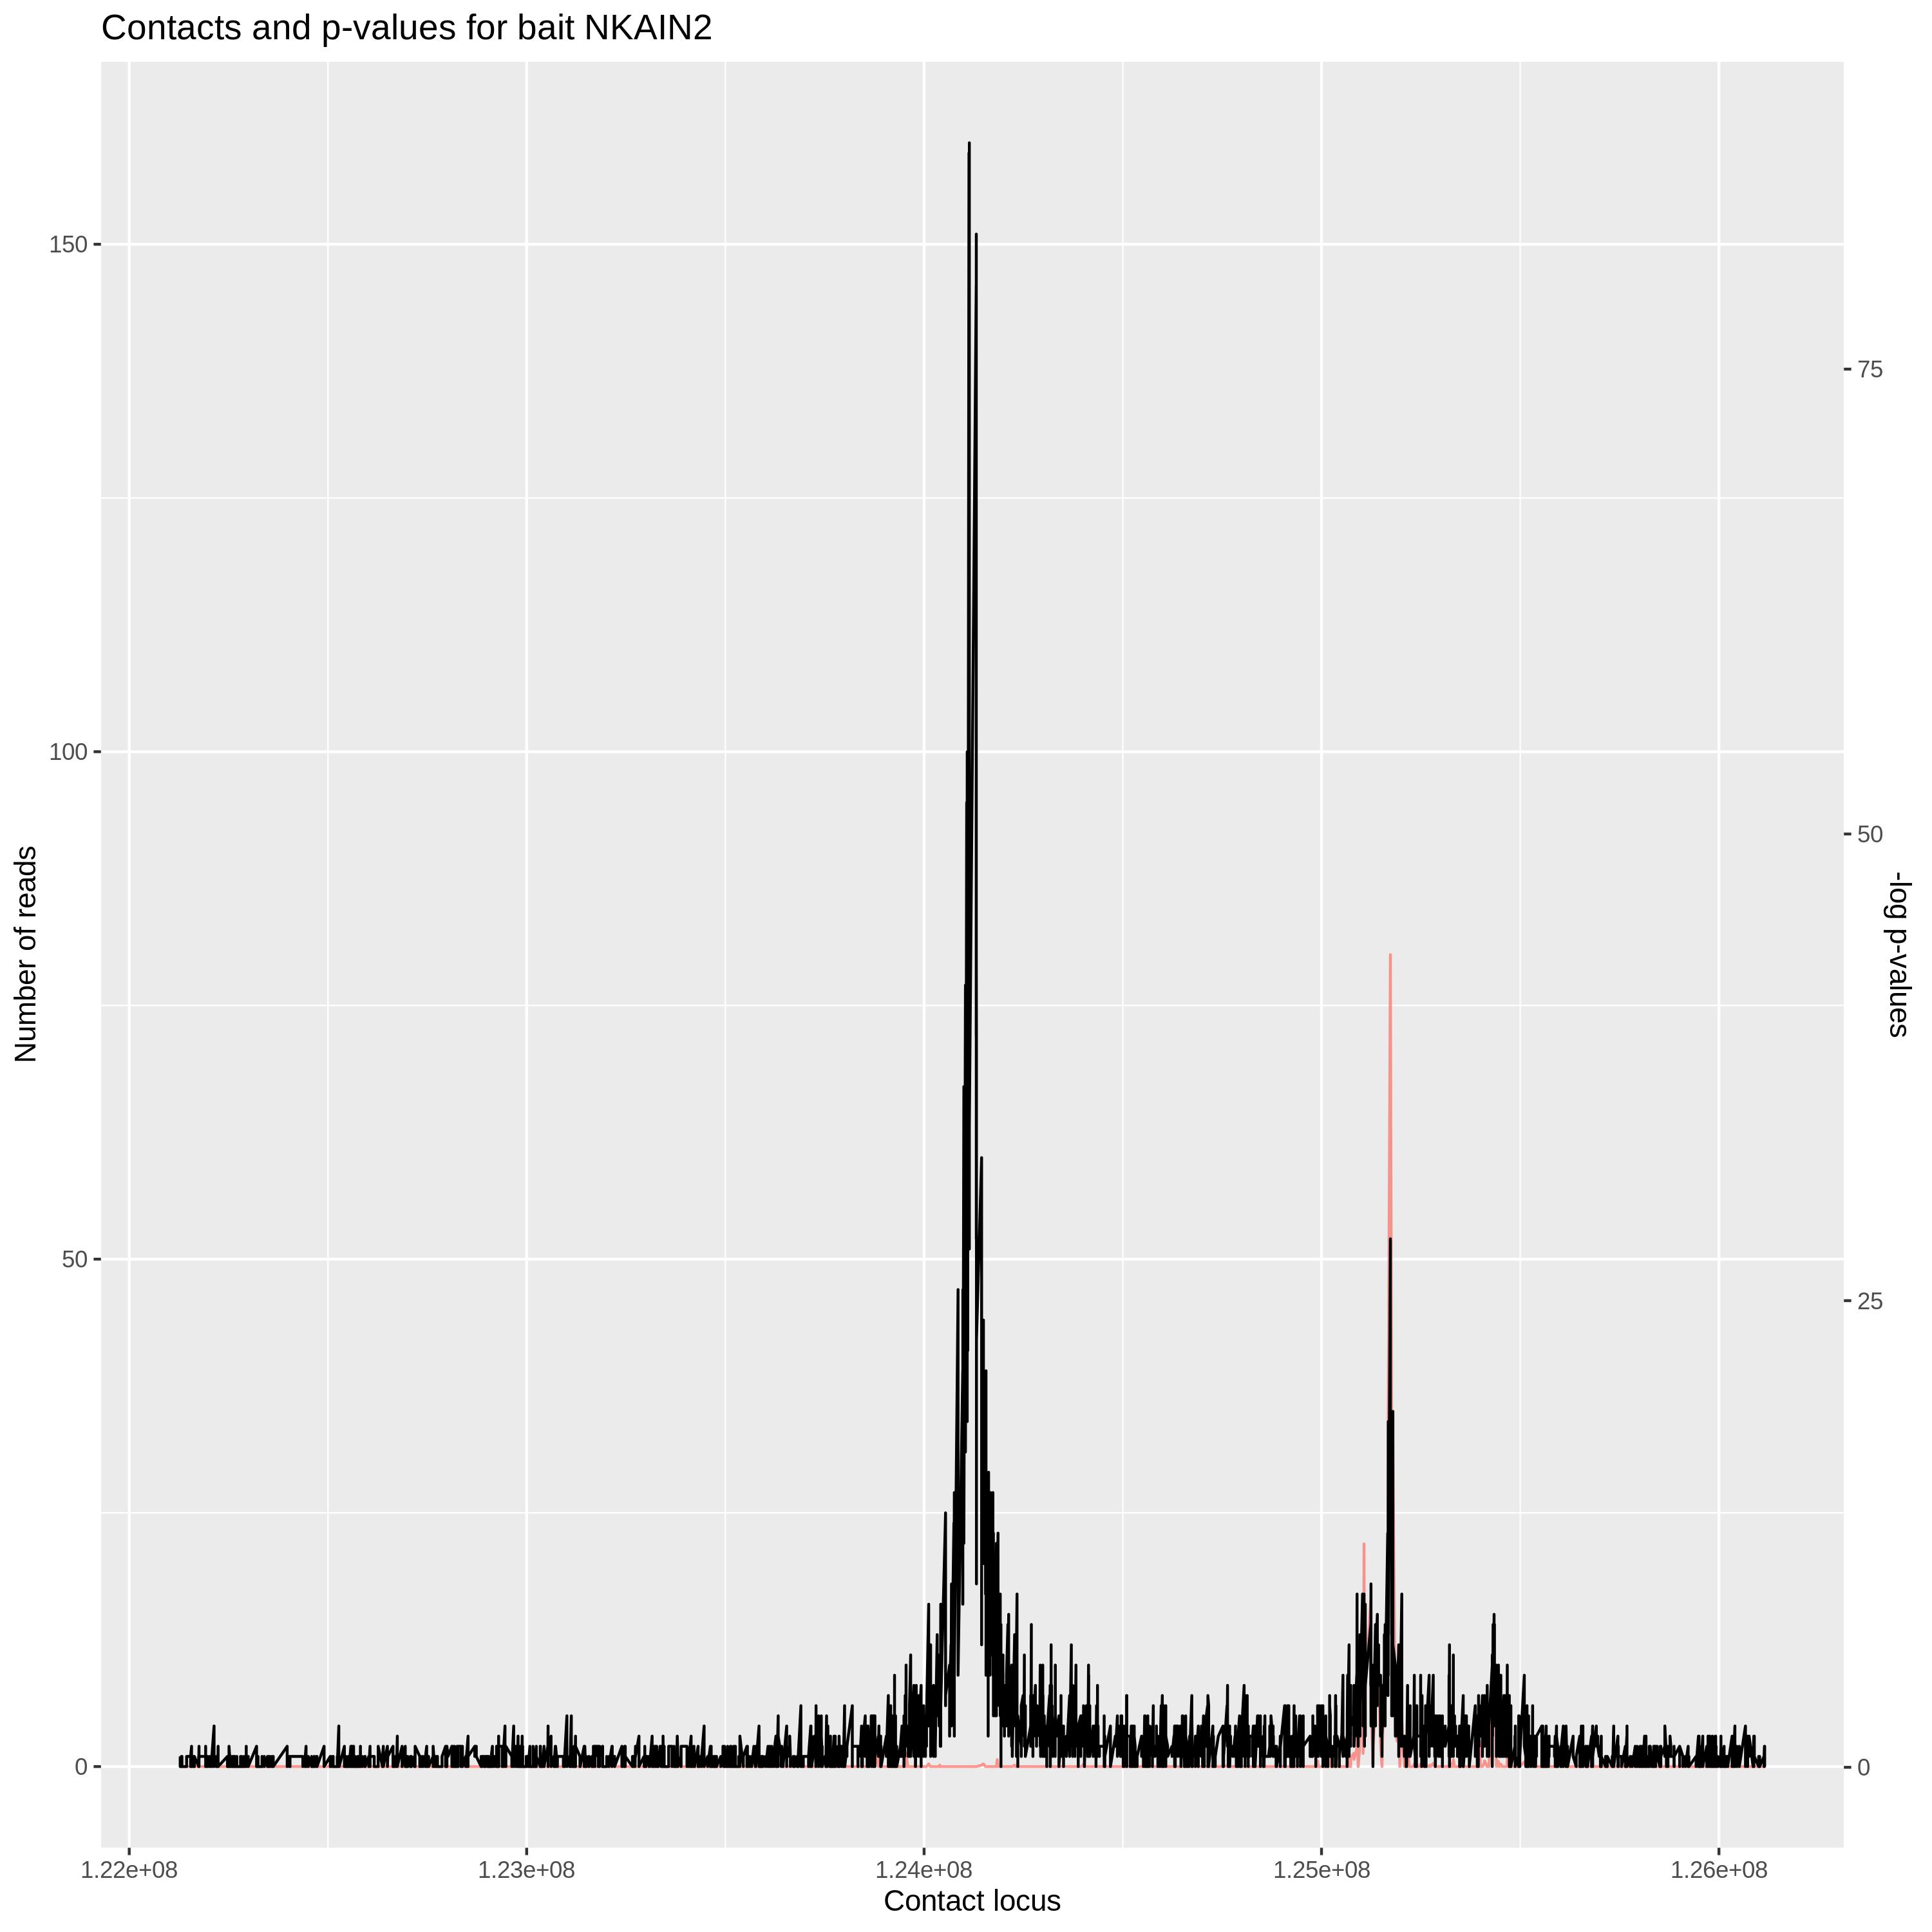 Contacts and p-values for bait NKAIN2
150
100
50
0
Number of reads
75
50
25
0
-log p-values
1.22e+08 1.23e+08 1.24e+08 1.25e+08 1.26e+08
Contact locus